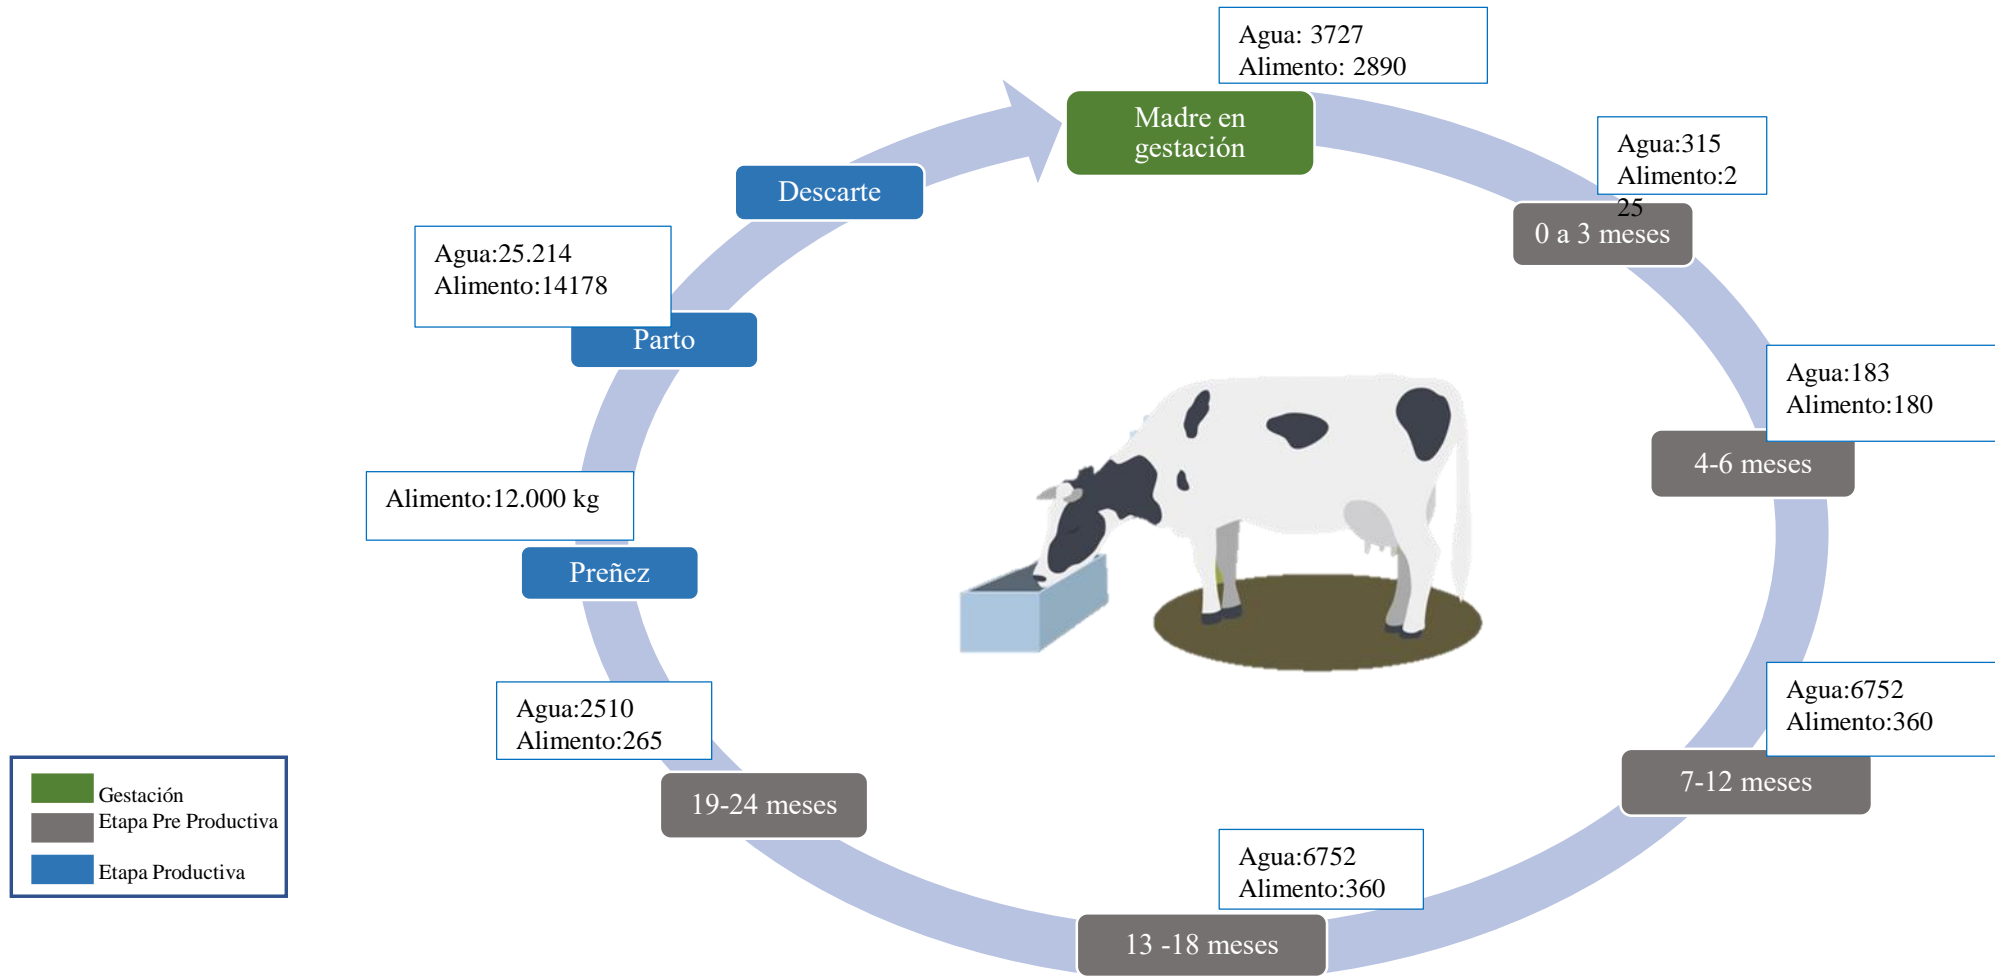 Agua: 3727
Alimento: 2890
Madre en
gestación
Agua:315
Alimento:2
25
0 a 3 meses
Agua:183
Alimento:180
4-6 meses
Agua:6752
Alimento:360
7-12 meses
Agua:6752
Alimento:360
13 -18 meses
Agua:2510
Alimento:265
19-24 meses
Alimento:12.000 kg
Preñez
Agua:25.214
Alimento:14178
Parto
Descarte
Gestación
Etapa Pre Productiva
Etapa Productiva